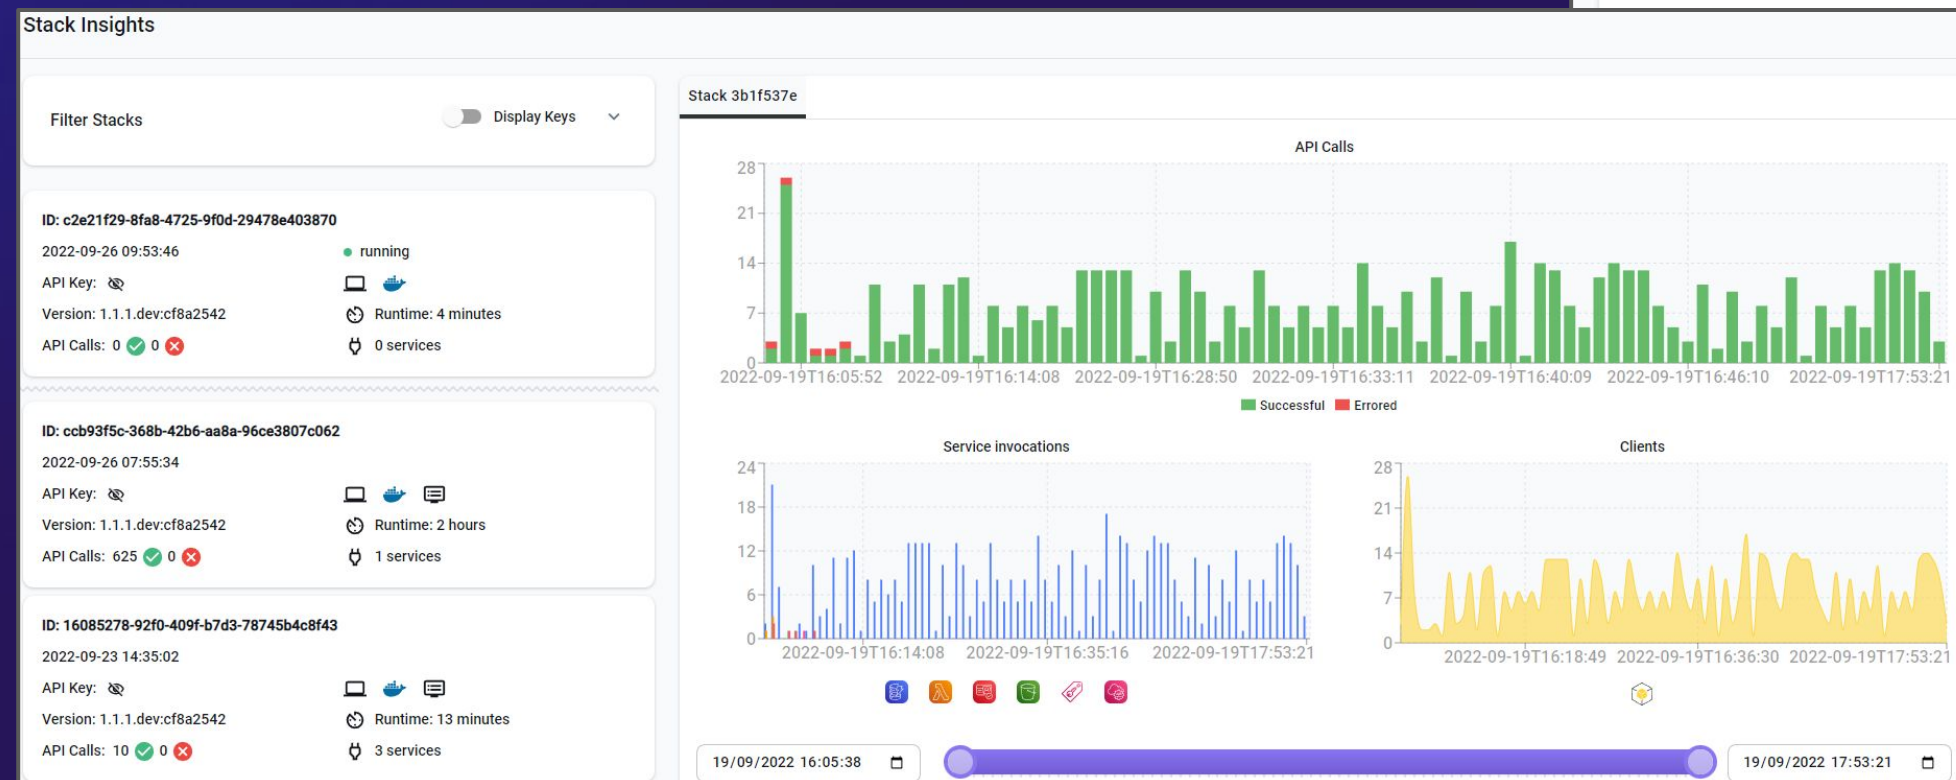 Stack Insights
Filter Stacks
Display Keys
ID: c2e21f29-8fa8-4725-9f0d-29478e403870
2022-09-26 09:53:46
running
API Key:
Version: 1.1.1.dev:cf8a2542
Runtime: 4 minutes
API Calls: 0 0
0 services
ID: ccb93f5c-368b-42b6-aa8a-96ce3807c062
2022-09-26 07:55:34
API Key:
Version: 1.1.1.dev:cf8a2542
Runtime: 2 hours
API Calls: 625 0
1 services
ID: 16085278-92f0-409f-b7d3-78745b4c8f43
2022-09-23 14:35:02
API Key:
Version: 1.1.1.dev:cf8a2542
Runtime: 13 minutes
API Calls: 10 0
3 services
Stack 3b1f537e
API Calls
28
21
14
7
0
2022-09-19T16:05:52 2022-09-19T16:14:08 2022-09-19T16:28:50 2022-09-19T16:33:11 2022-09-19T16:40:09 2022-09-19T16:46:10 2022-09-19T17:53:21
Successful Errored
Service invocations
24
18
12
6
0
2022-09-19T16:14:08 2022-09-19T16:35:16 2022-09-19T17:53:21
Clients
28
21
14
7
0
2022-09-19T16:18:49 2022-09-19T16:36:30 2022-09-19T17:53:21
19/09/2022 16:05:38
19/09/2022 17:53:21